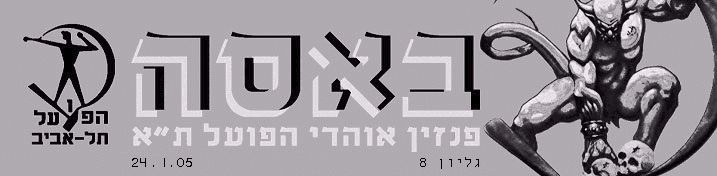 באסה
פנזין אוהדי הפועל ת״א
גליון 8
24.1.05
הפועל
תל-אביב